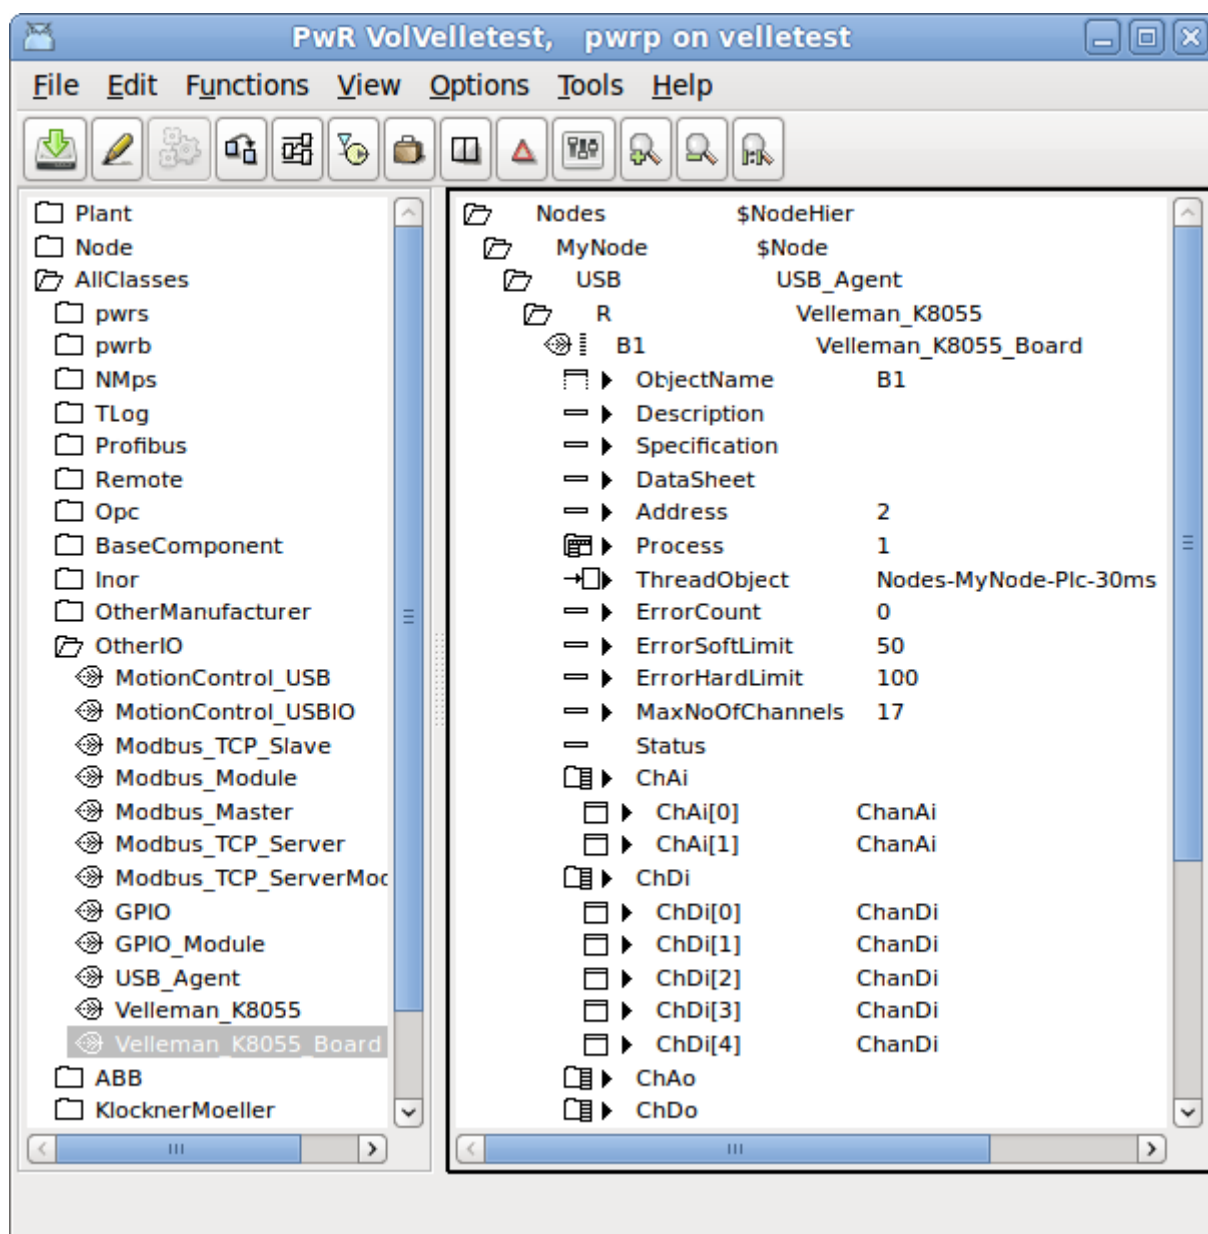 PwR VolVelletest, pwrp on velletest
File Edit Functions View Options Tools Help
Plant
Node
AllClasses
pwrs
pwrb
NMps
TLog
Profibus
Remote
Opc
BaseComponent
Inor
OtherManufacturer
OtherIO
MotionControl_USB
MotionControl_USBIO
Modbus_TCP_Slave
Modbus_Module
Modbus_Master
Modbus_TCP_Server
Modbus_TCP_ServerMoc
GPIO
GPIO_Module
USB_Agent
Velleman_K8055
Velleman_K8055_Board
ABB
KlocknerMoeller
Nodes $NodeHier
MyNode $Node
USB USB_Agent
R Velleman_K8055
B1 Velleman_K8055_Board
ObjectName B1
Description
Specification
DataSheet
Address 2
Process 1
ThreadObject Nodes-MyNode-Plc-30ms
ErrorCount 0
ErrorSoftLimit 50
ErrorHardLimit 100
MaxNoOfChannels 17
Status
ChAi
ChAi[0] ChanAi
ChAi[1] ChanAi
ChDi
ChDi[0] ChanDi
ChDi[1] ChanDi
ChDi[2] ChanDi
ChDi[3] ChanDi
ChDi[4] ChanDi
ChAo
ChDo